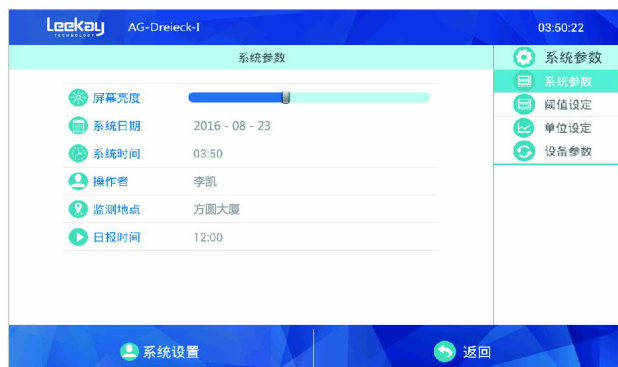 Leekay
TECHNOLOGY
AG-Dreieck-I
03:50:22
系统参数
屏幕亮度
系统日期 2016 - 08 - 23
系统时间 03:50
操作者 李凯
监测地点 方圆大厦
日报时间 12:00
系统参数
系统参数
阈值设定
单位设定
设备参数
系统设置
返回